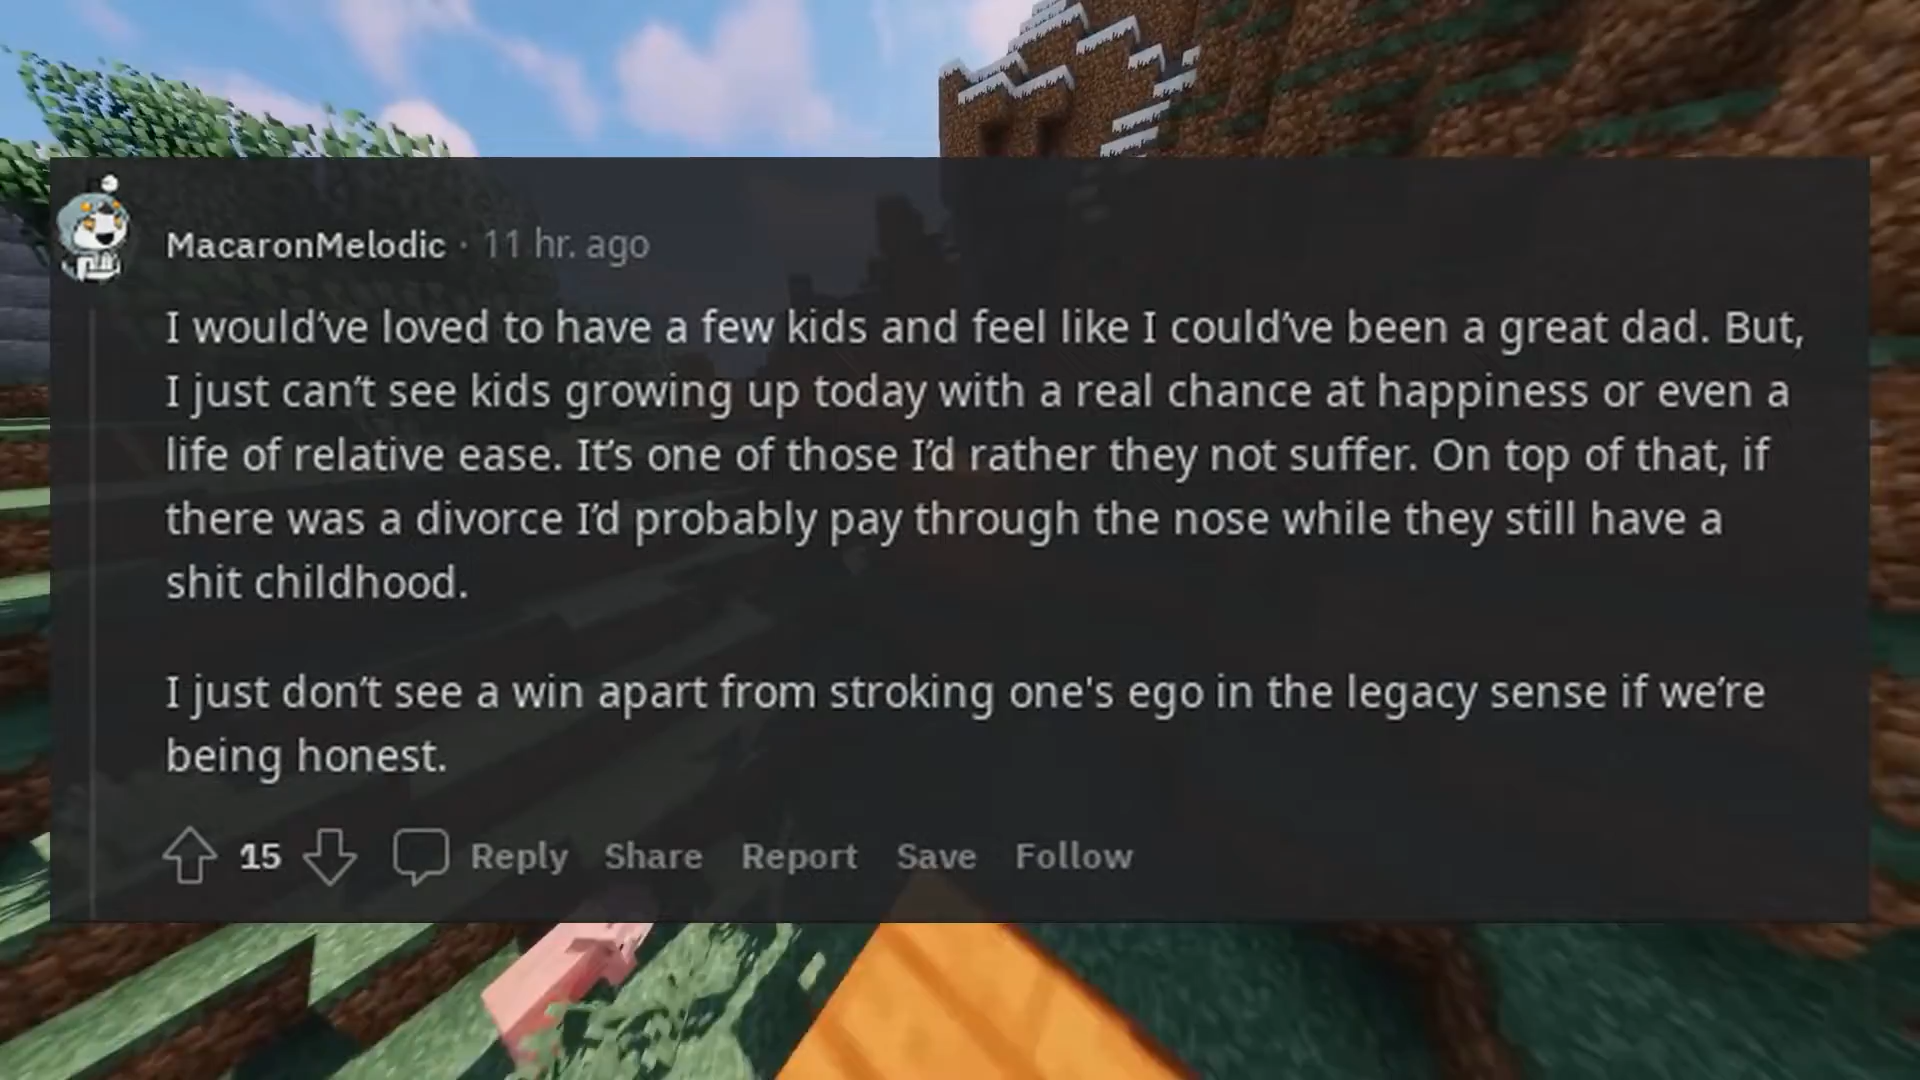 MacaronMelodic · 11 hr. ago
I would’ve loved to have a few kids and feel like I could’ve been a great dad. But,
I just can’t see kids growing up today with a real chance at happiness or even a
life of relative ease. It’s one of those I’d rather they not suffer. On top of that, if
there was a divorce I’d probably pay through the nose while they still have a
shit childhood.
I just don’t see a win apart from stroking one's ego in the legacy sense if we’re
being honest.
15 Reply Share Report Save Follow